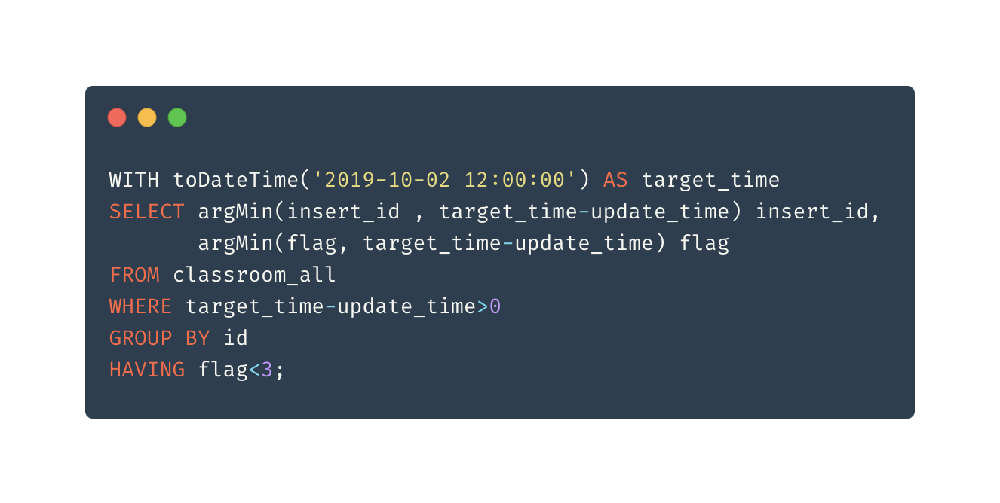 WITH toDateTime('2019-10-02 12:00:00') AS target_time
SELECT argMin(insert_id , target_time-update_time) insert_id,
       argMin(flag, target_time-update_time) flag
FROM classroom_all
WHERE target_time-update_time>0
GROUP BY id
HAVING flag<3;